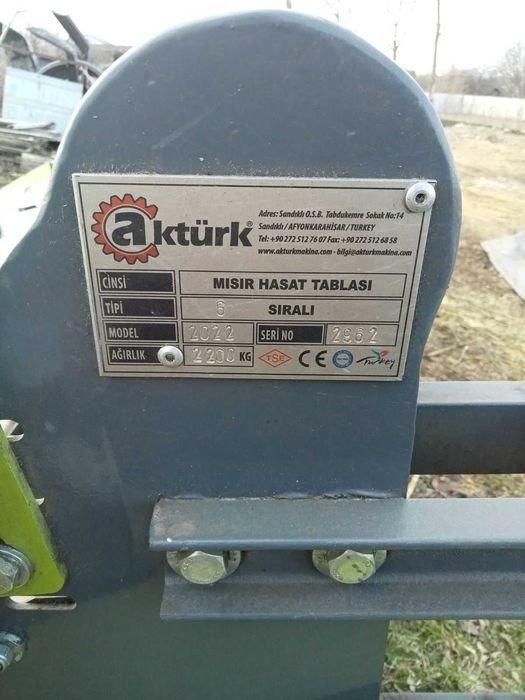 aktürk®
Adres: Sandıklı O.S.B. Tabdukemre Sokak No:14
Sandıklı / AFYONKARAHİSAR / TURKEY
Tel: +90 272 512 76 07 Fax: +90 272 512 68 58
www.akturkmakina.com - bilgi@akturkmakina.com
CİNSİ MISIR HASAT TABLASI
TİPİ 6 SIRALI
MODEL 2022 SERİ NO 2962
AĞIRLIK 2200 KG TSE CE Turkey